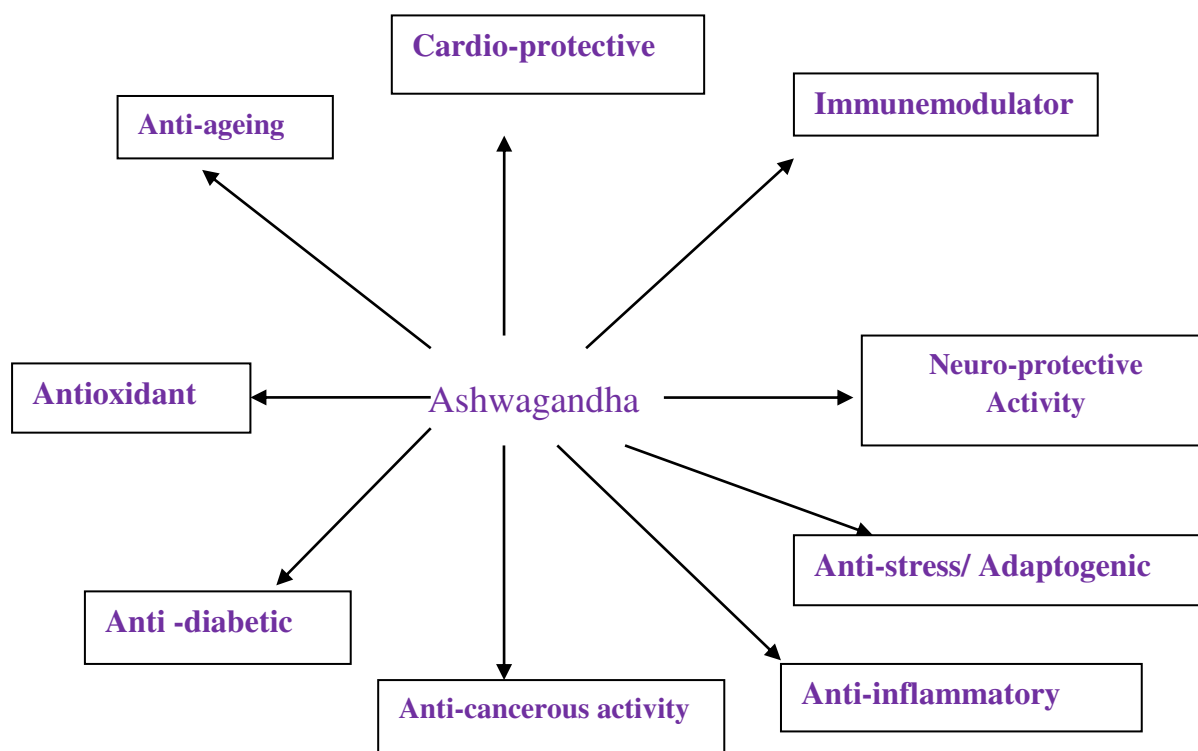 Cardio-protective
Immunemodulator
Anti-ageing
Neuro-protective
Activity
Antioxidant
Ashwagandha
Anti-stress/ Adaptogenic
Anti -diabetic
Anti-inflammatory
Anti-cancerous activity